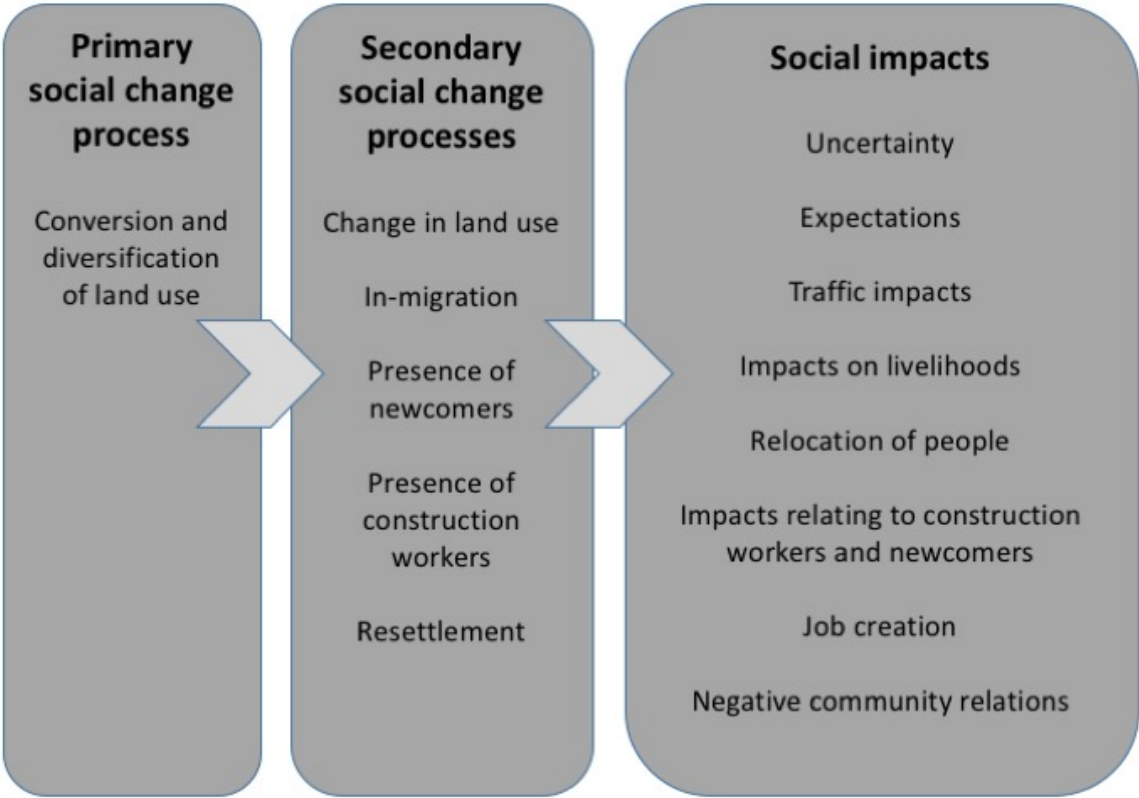 Primary
social change
process
Conversion and
diversification
of land use
Secondary
social change
processes
Change in land use
In-migration
Presence of
newcomers
Presence of
construction
workers
Resettlement
Social impacts
Uncertainty
Expectations
Traffic impacts
Impacts on livelihoods
Relocation of people
Impacts relating to construction
workers and newcomers
Job creation
Negative community relations